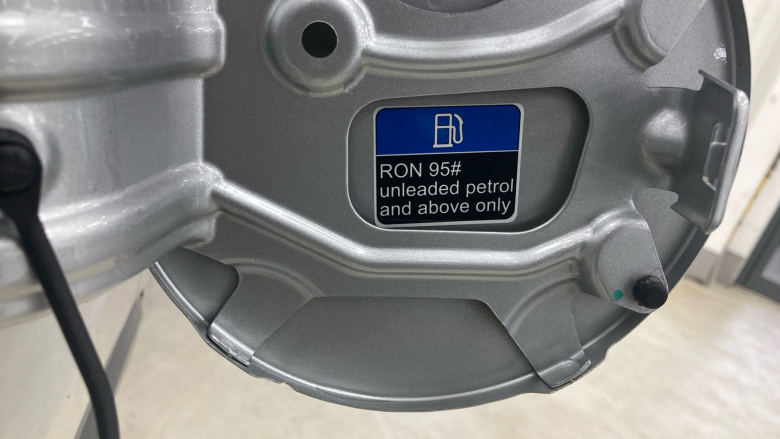 RON 95#
unleaded petrol
and above only